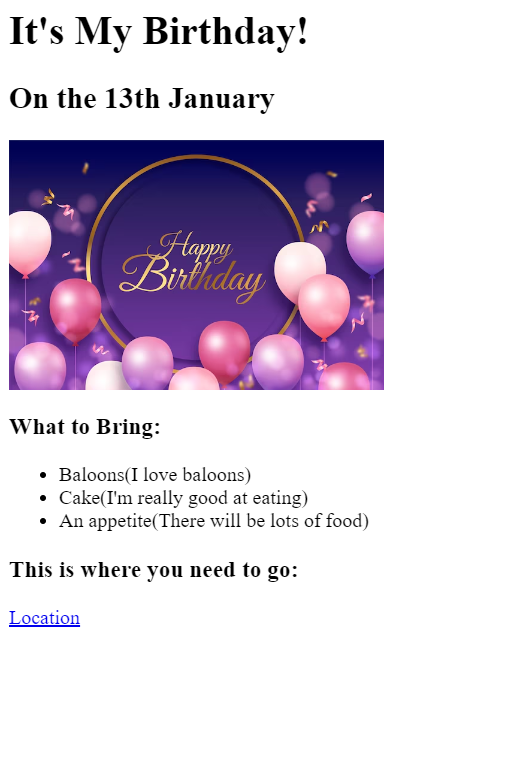 It's My Birthday!
On the 13th January
Happy
Birthday
What to Bring:
Baloons(I love baloons)
Cake(I'm really good at eating)
An appetite(There will be lots of food)
This is where you need to go:
Location